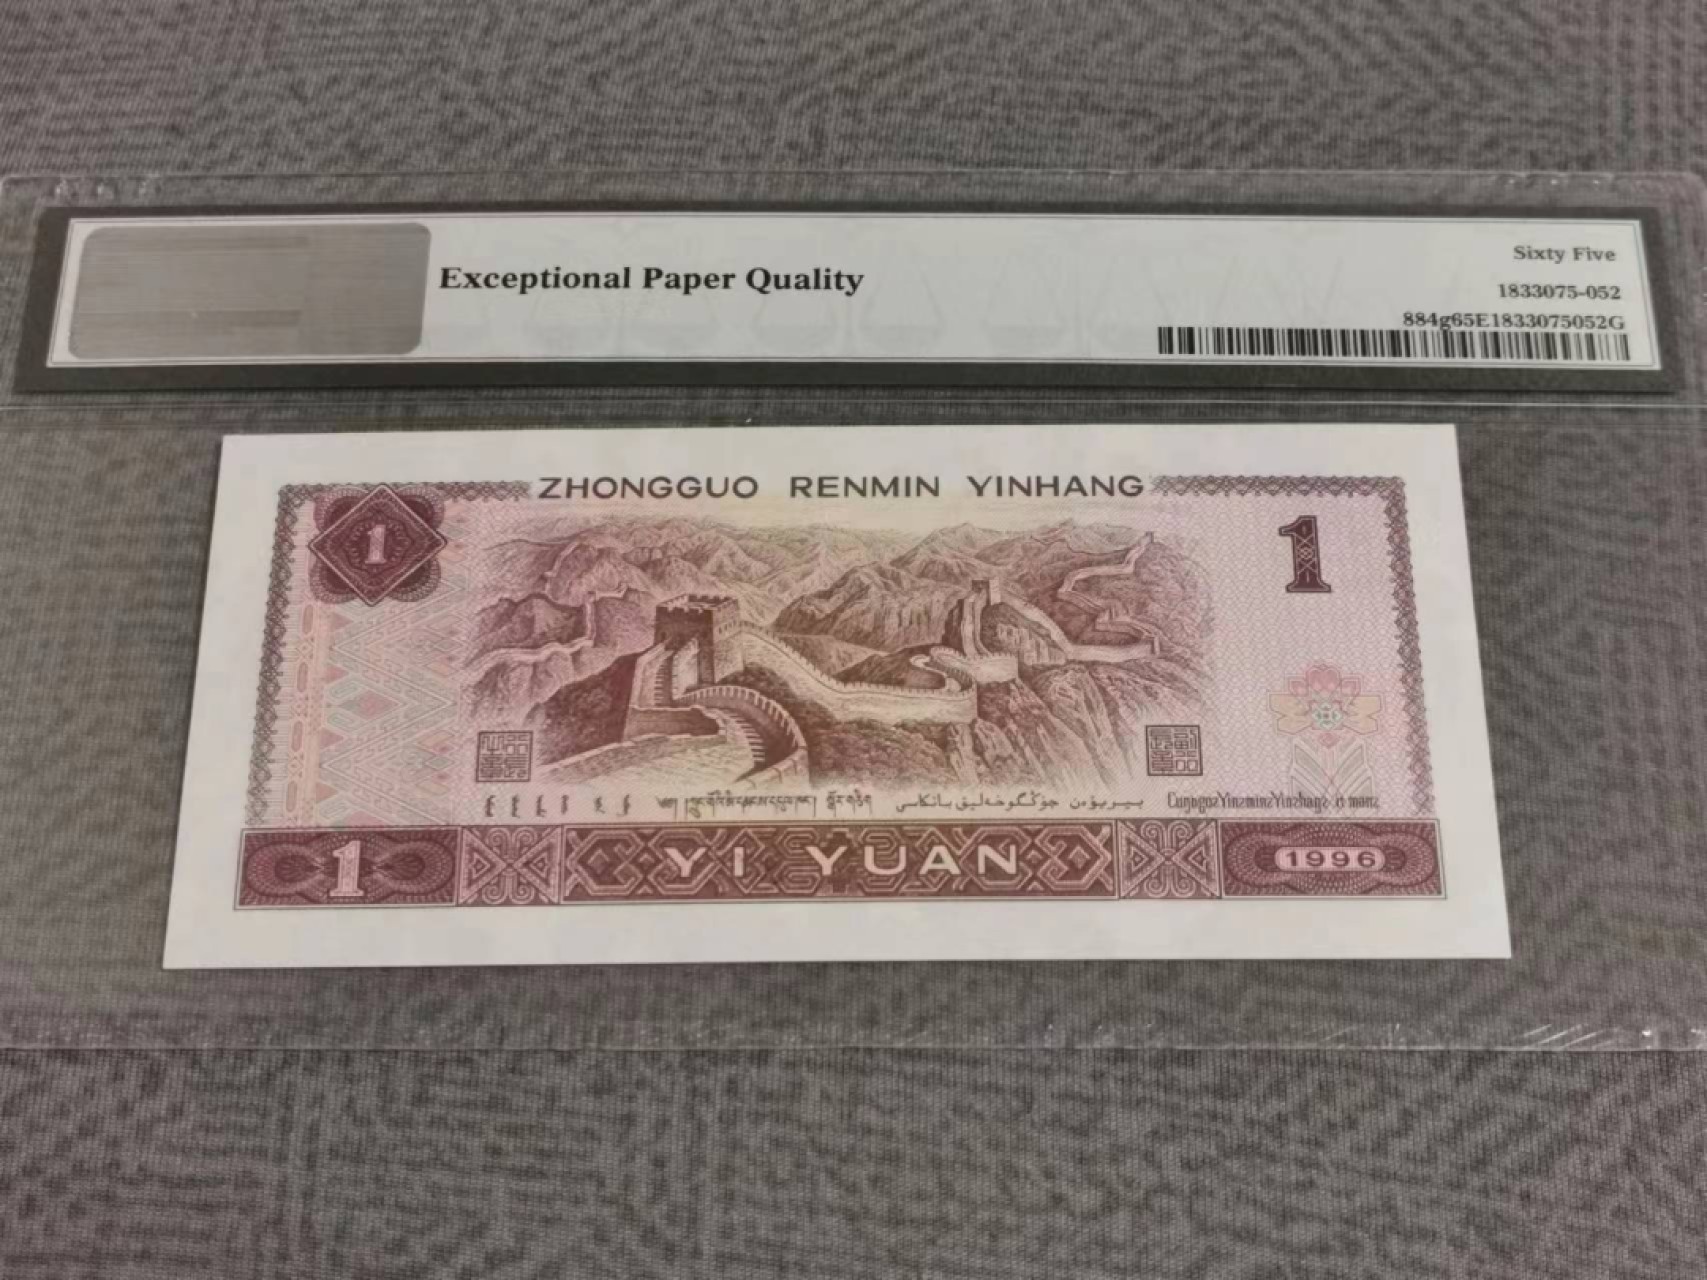 Exceptional Paper Quality
Sixty Five
1833075-052
884g65E1833075052G
ZHONGGUO RENMIN YINHANG
1
1
1
YI YUAN
1996